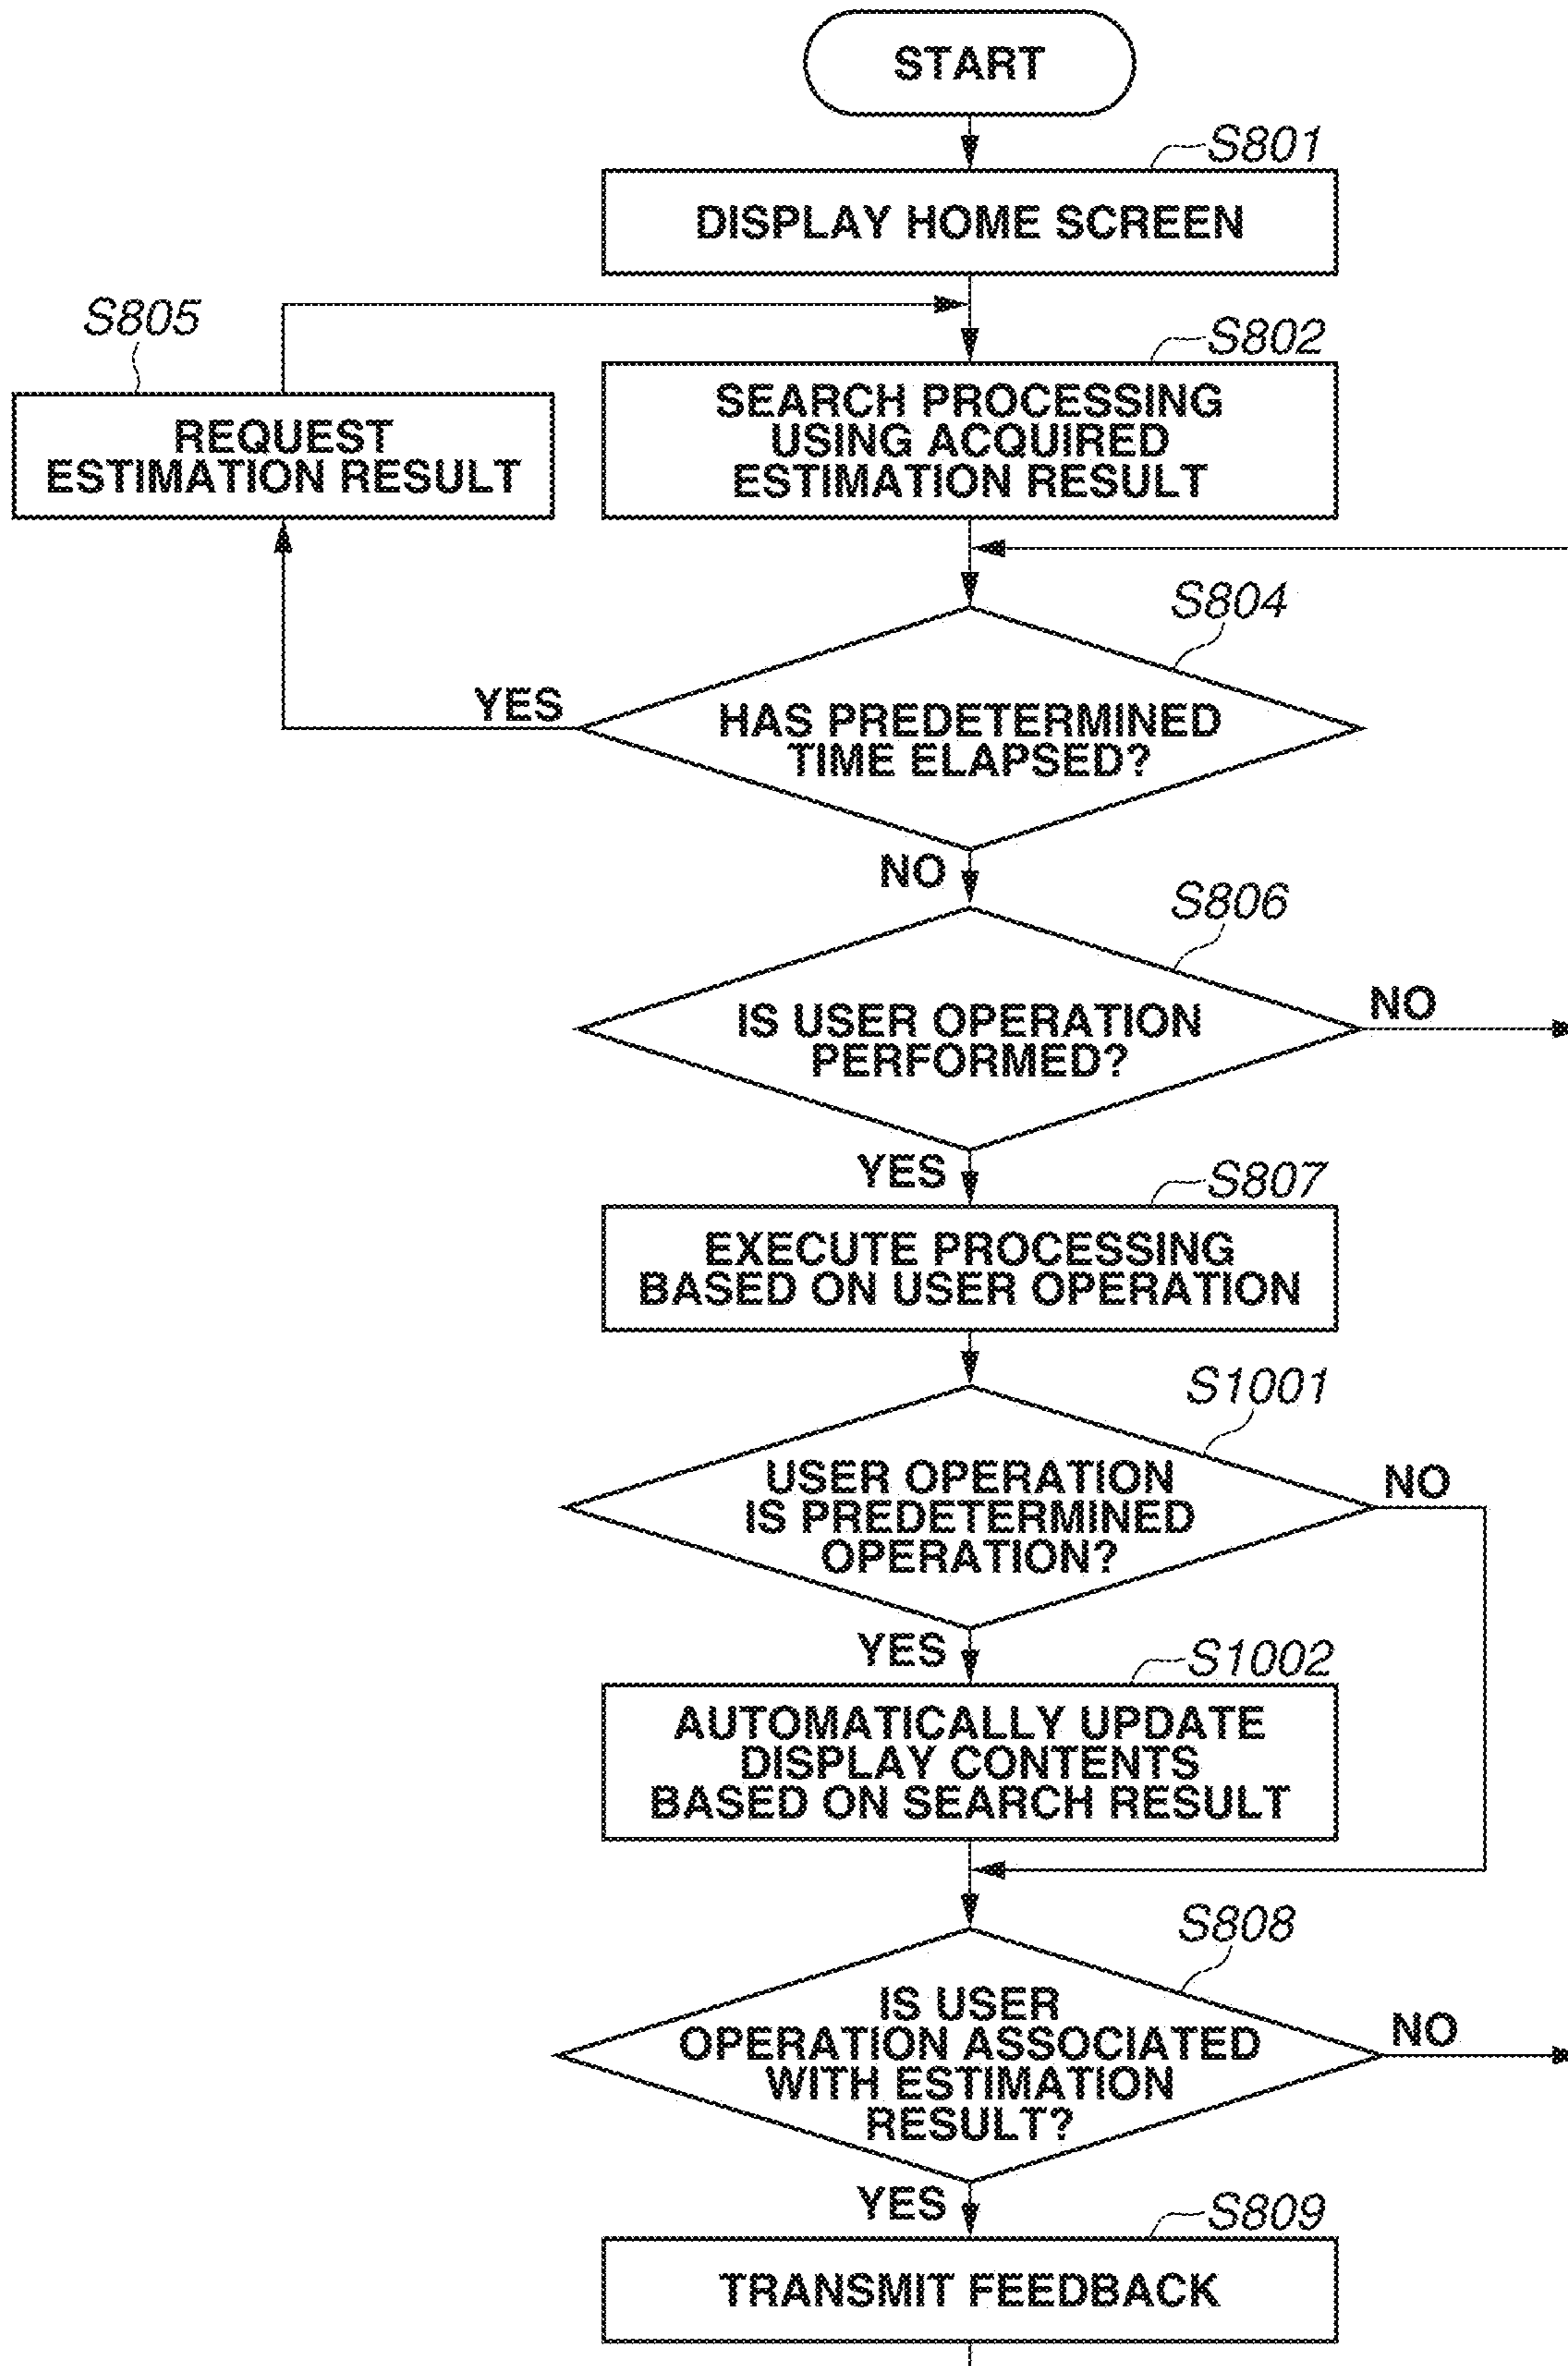 START
S801
DISPLAY HOME SCREEN
S805
REQUEST
ESTIMATION RESULT
S802
SEARCH PROCESSING
USING ACQUIRED
ESTIMATION RESULT
S804
YES
HAS PREDETERMINED
TIME ELAPSED?
NO
S806
IS USER OPERATION
PERFORMED?
NO
YES
S807
EXECUTE PROCESSING
BASED ON USER OPERATION
S1001
USER OPERATION
IS PREDETERMINED
OPERATION?
NO
YES
S1002
AUTOMATICALLY UPDATE
DISPLAY CONTENTS
BASED ON SEARCH RESULT
S808
IS USER
OPERATION ASSOCIATED
WITH ESTIMATION
RESULT?
NO
YES
S809
TRANSMIT FEEDBACK